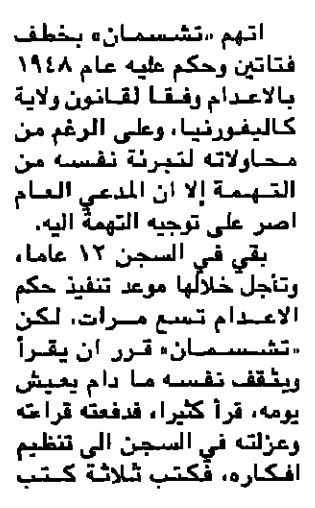 اتهم «تشسمان» بخطف
فتاتين وحكم عليه عام ١٩٤٨
بالاعدام وفقا لقانون ولاية
كاليفورنيا، وعلى الرغم من
محاولاته لتبرئة نفسه من
التهمة إلا ان المدعي العام
اصر على توجيه التهمة اليه.
بقي في السجن ١٢ عاما،
وتأجل خلالها موعد تنفيذ حكم
الاعدام تسع مرات، لكن
«تشسمان» قرر ان يقرأ
ويثقف نفسه ما دام يعيش
يومه، قرأ كثيرا، فدفعته قراءته
وعزلته في السجن الى تنظيم
افكاره، فكتب ثلاثة كتب